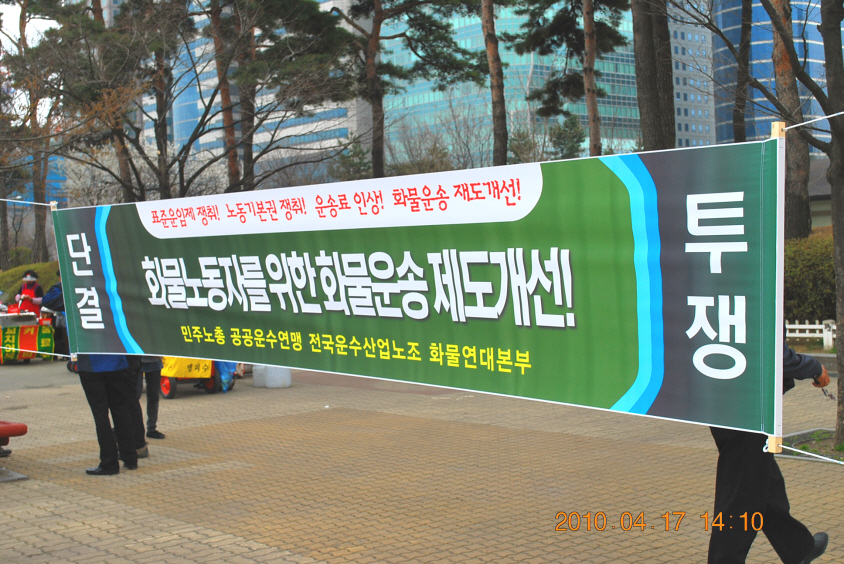 표준운임제 쟁취! 노동기본권 쟁취! 운송료 인상! 화물운송 재도개선!
단결
화물노동자를 위한 화물운송 제도개선!
투쟁
민주노총 공공운수연맹 전국운수산업노조 화물연대본부
2010.04.17 14:10